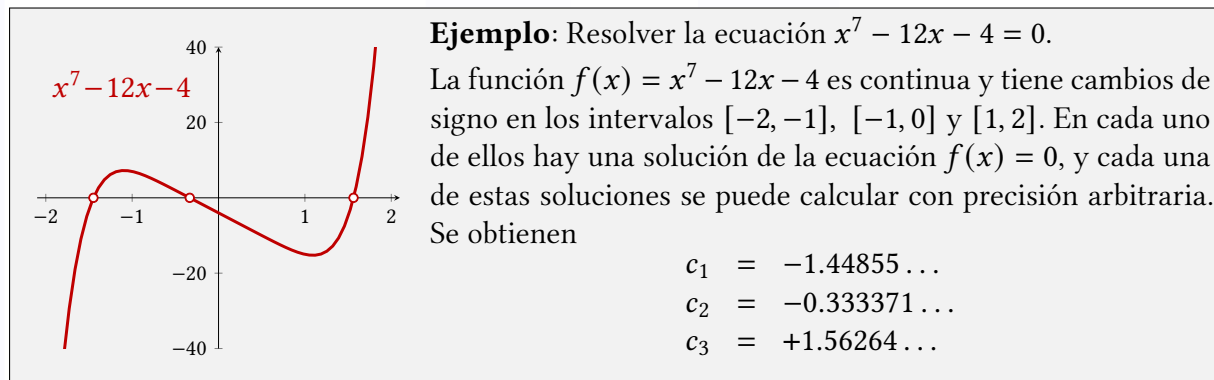 Ejemplo: Resolver la ecuación x⁷ − 12x − 4 = 0.
La función f(x) = x⁷ − 12x − 4 es continua y tiene cambios de
signo en los intervalos [−2, −1], [−1, 0] y [1, 2]. En cada uno
de ellos hay una solución de la ecuación f(x) = 0, y cada una
de estas soluciones se puede calcular con precisión arbitraria.
Se obtienen
c₁ = −1.44855 . . .
c₂ = −0.333371 . . .
c₃ = +1.56264 . . .
x⁷−12x−4
40
20
−2 −1 1 2
−20
−40